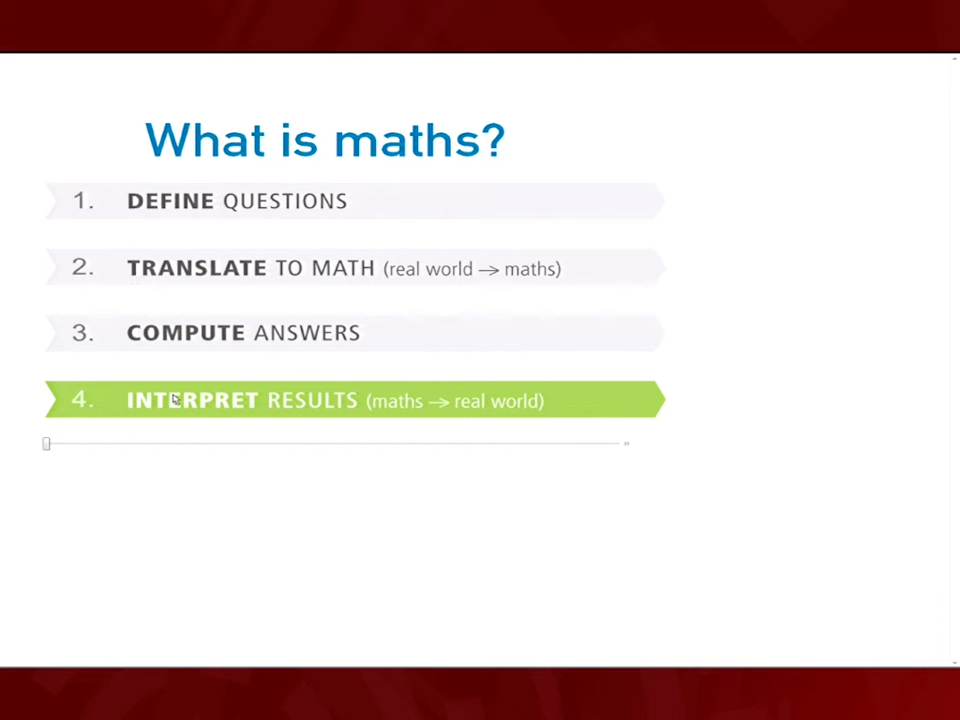 What is maths?
1. DEFINE QUESTIONS
2. TRANSLATE TO MATH (real world → maths)
3. COMPUTE ANSWERS
4. INTERPRET RESULTS (maths → real world)